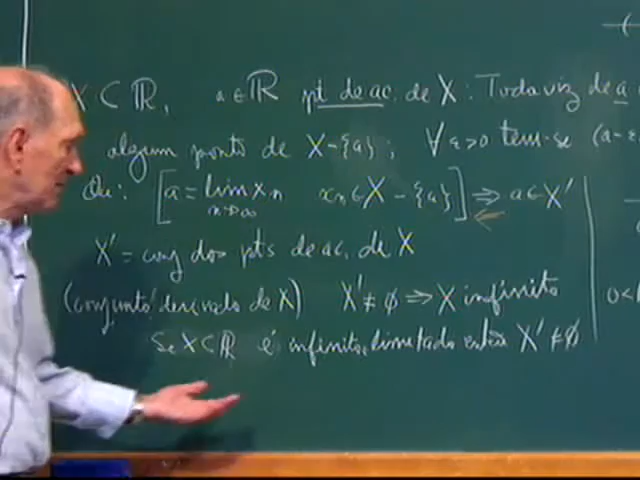 X ⊂ ℝ, a ∈ ℝ pt de ac. de X : Toda viz de a
algum ponto de X-{a} ; ∀ ε>0 tem-se (a-ε,
Ou: [a = lim xₙ xₙ ∈ X - {a}] ⇒ a ∈ X'
n→∞ ⇐
X' = conj dos pts de ac. de X
(conjunto derivado de X) X' ≠ ∅ ⇒ X infinito 0<
Se X ⊂ ℝ é infinito, limitado então X' ≠ ∅